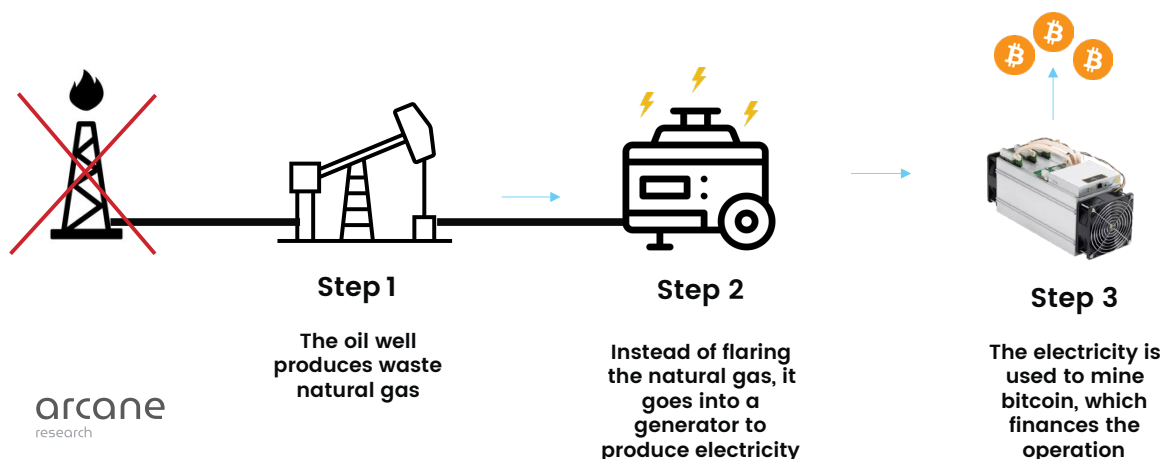 Step 1
The oil well
produces waste
natural gas
Step 2
Instead of flaring
the natural gas, it
goes into a
generator to
produce electricity
Step 3
The electricity is
used to mine
bitcoin, which
finances the
operation
arcane
research